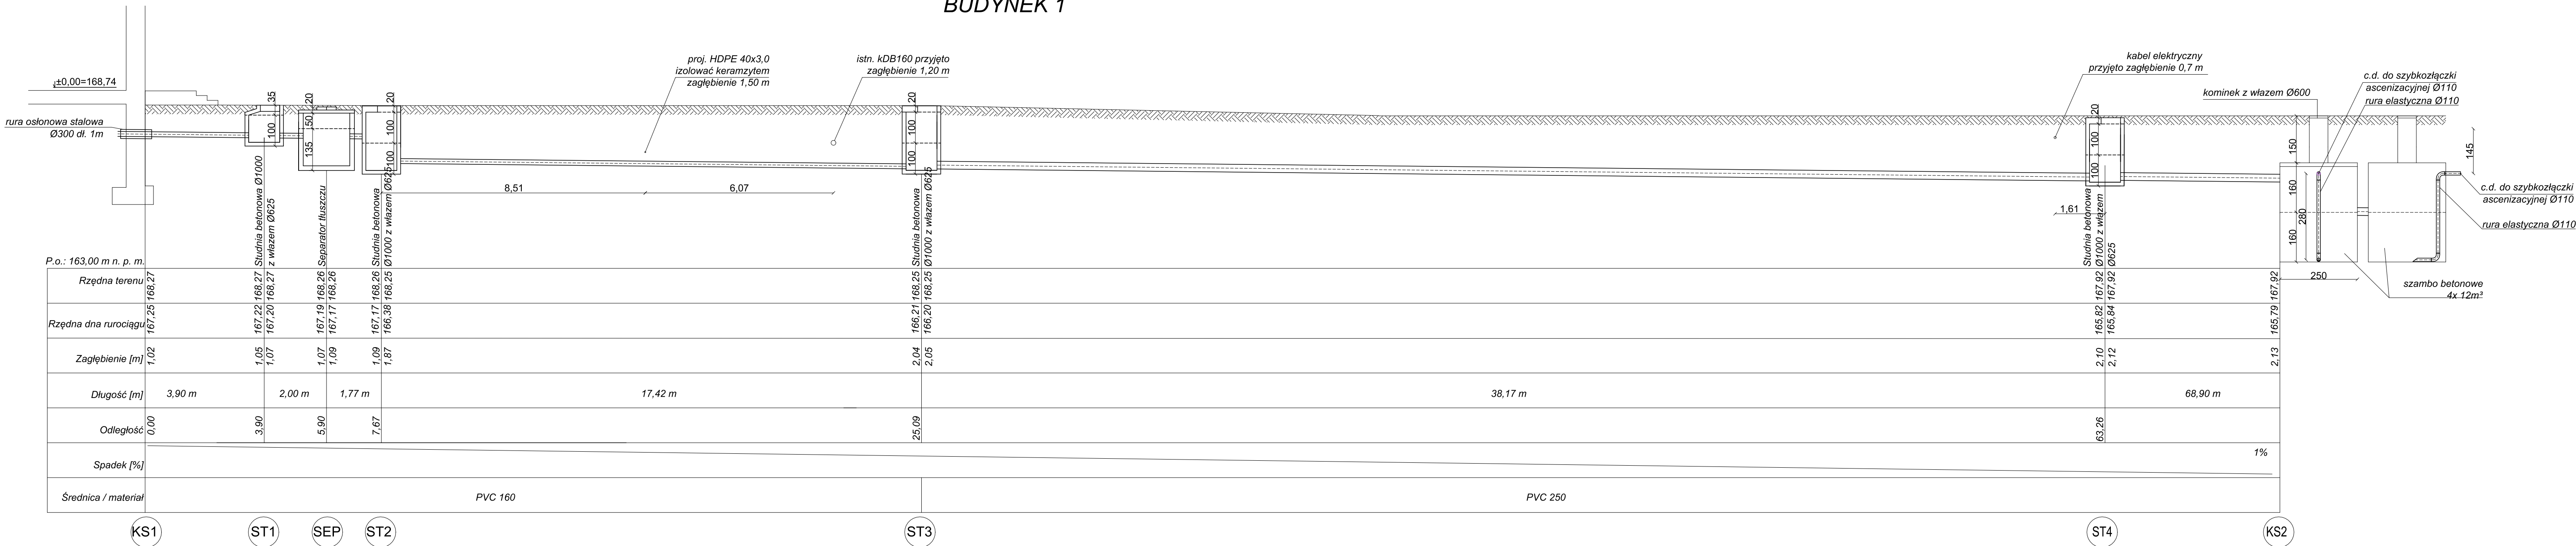 BUDYNEK 1
±0,00=168,74
rura osłonowa stalowa
Ø300 dł. 1m
proj. HDPE 40x3,0
izolować keramzytem
zagłębienie 1,50 m
istn. kDB160 przyjęto
zagłębienie 1,20 m
kabel elektryczny
przyjęto zagłębienie 0,7 m
kominek z włazem Ø600
c.d. do szybkozłączki
ascenizacyjnej Ø110
rura elastyczna Ø110
35
100
20
50
135
20
100
100
20
100
100
20
100
100
150
160
160
280
145
250
c.d. do szybkozłączki
ascenizacyjnej Ø110
rura elastyczna Ø110
szambo betonowe
4x 12m³
8,51
6,07
1,61
Studnia betonowa Ø1000
z włazem Ø625
Separator tłuszczu
Studnia betonowa
Ø1000 z włazem Ø625
Studnia betonowa
Ø1000 z włazem Ø625
Studnia betonowa
Ø1000 z włazem
Ø625
P.o.: 163,00 m n. p. m.
Rzędna terenu 168,27 168,27 168,27 168,26 168,26 168,26 168,25 168,25 168,25 167,92 167,92 167,92
Rzędna dna rurociągu 167,25 167,22 167,20 167,19 167,17 167,17 166,38 166,21 166,20 165,82 165,84 165,79
Zagłębienie [m] 1,02 1,05 1,07 1,07 1,09 1,09 1,87 2,04 2,05 2,10 2,12 2,13
Długość [m] 3,90 m 2,00 m 1,77 m 17,42 m 38,17 m 68,90 m
Odległość 0,00 3,90 5,90 7,67 25,09 63,26
Spadek [%] 1%
Średnica / materiał PVC 160 PVC 250
KS1 ST1 SEP ST2 ST3 ST4 KS2